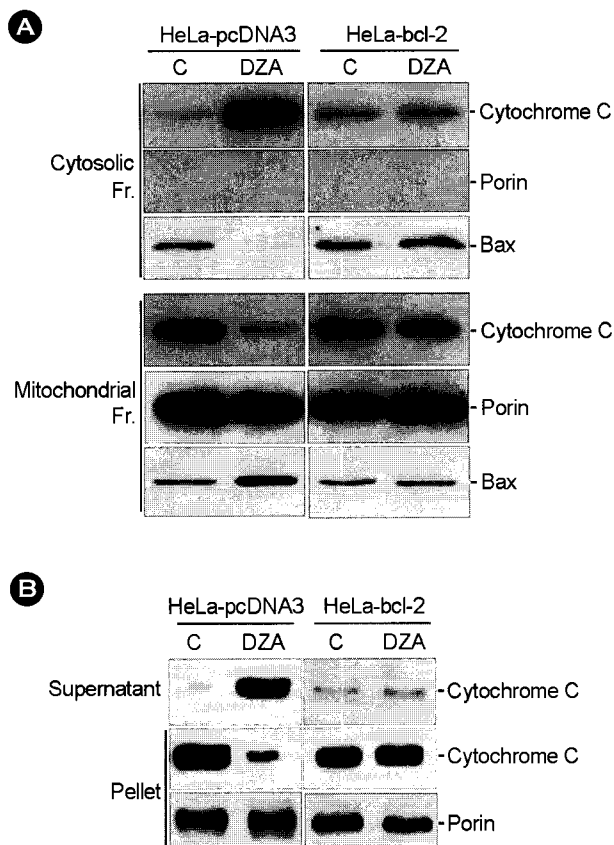 A
HeLa-pcDNA3 HeLa-bcl-2
C DZA C DZA
Cytosolic Fr.
Cytochrome C
Porin
Bax
Mitochondrial Fr.
Cytochrome C
Porin
Bax
B
HeLa-pcDNA3 HeLa-bcl-2
C DZA C DZA
Supernatant
Cytochrome C
Pellet
Cytochrome C
Porin